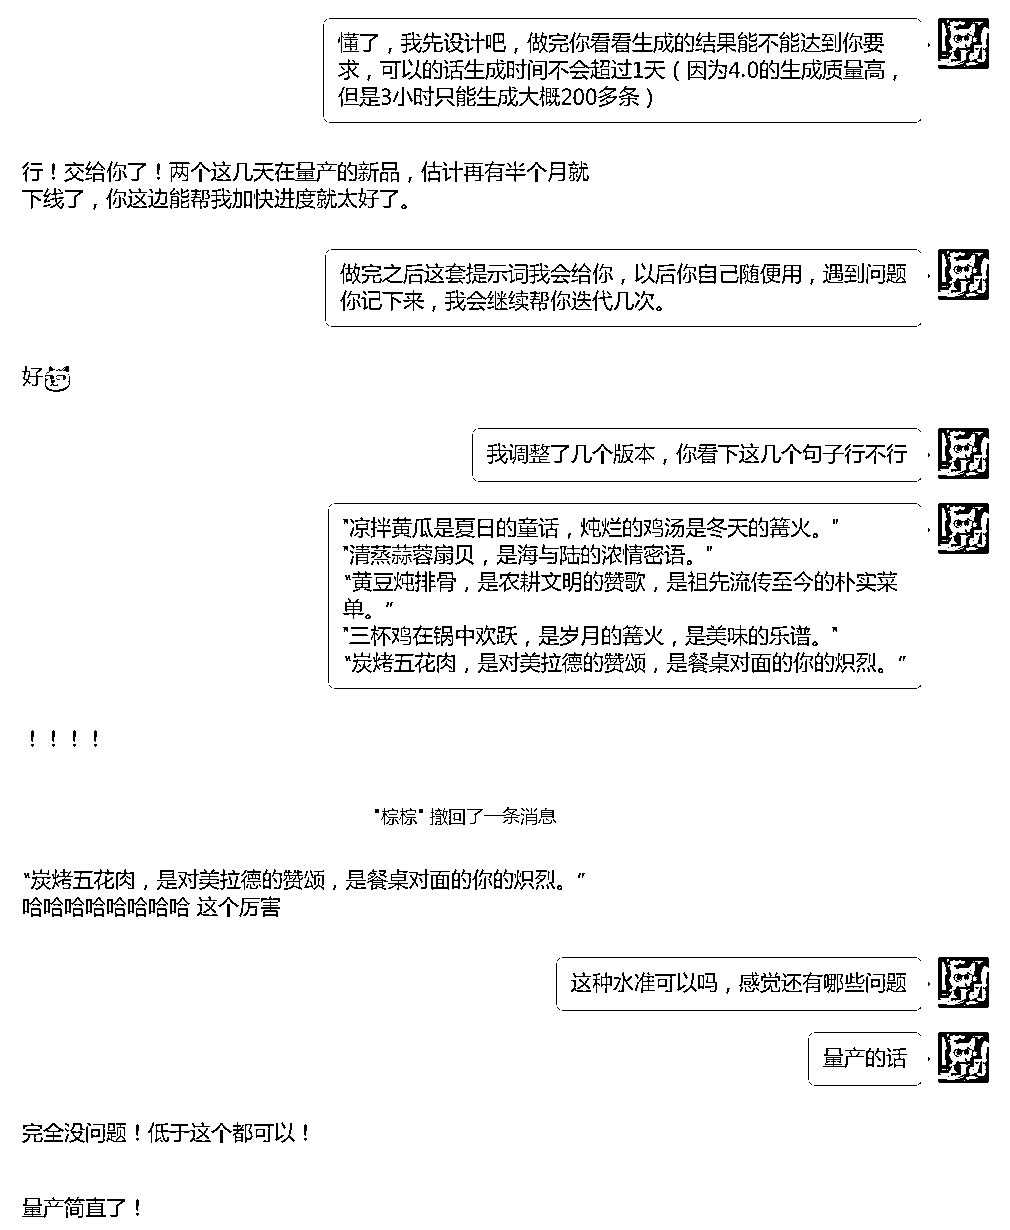 懂了，我先设计吧，做完你看看生成的结果能不能达到你要
求，可以的话生成时间不会超过1天（因为4.0的生成质量高，
但是3小时只能生成大概200多条）
行！交给你了！两个这几天在量产的新品，估计再有半个月就
下线了，你这边能帮我加快进度就太好了。
做完之后这套提示词我会给你，以后你自己随便用，遇到问题
你记下来，我会继续帮你迭代几次。
好
我调整了几个版本，你看下这几个句子行不行
"凉拌黄瓜是夏日的童话，炖烂的鸡汤是冬天的篝火。"
"清蒸蒜蓉扇贝，是海与陆的浓情密语。"
“黄豆炖排骨，是农耕文明的赞歌，是祖先流传至今的朴实菜
单。”
"三杯鸡在锅中欢跃，是岁月的篝火，是美味的乐谱。"
“炭烤五花肉，是对美拉德的赞颂，是餐桌对面的你的炽烈。”
！！！！
"棕棕" 撤回了一条消息
“炭烤五花肉，是对美拉德的赞颂，是餐桌对面的你的炽烈。”
哈哈哈哈哈哈哈哈 这个厉害
这种水准可以吗，感觉还有哪些问题
量产的话
完全没问题！低于这个都可以！
量产简直了！